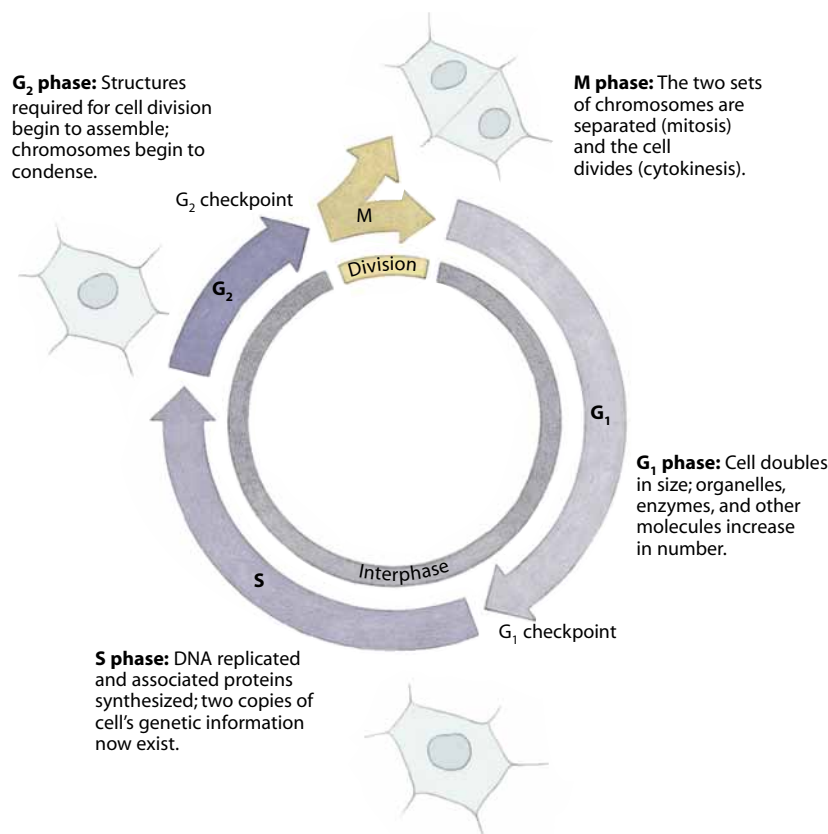 G₂ phase: Structures
required for cell division
begin to assemble;
chromosomes begin to
condense.
M phase: The two sets
of chromosomes are
separated (mitosis)
and the cell
divides (cytokinesis).
G₂ checkpoint
M
Division
G₂
G₁
G₁ phase: Cell doubles
in size; organelles,
enzymes, and other
molecules increase
in number.
Interphase
S
G₁ checkpoint
S phase: DNA replicated
and associated proteins
synthesized; two copies of
cell’s genetic information
now exist.